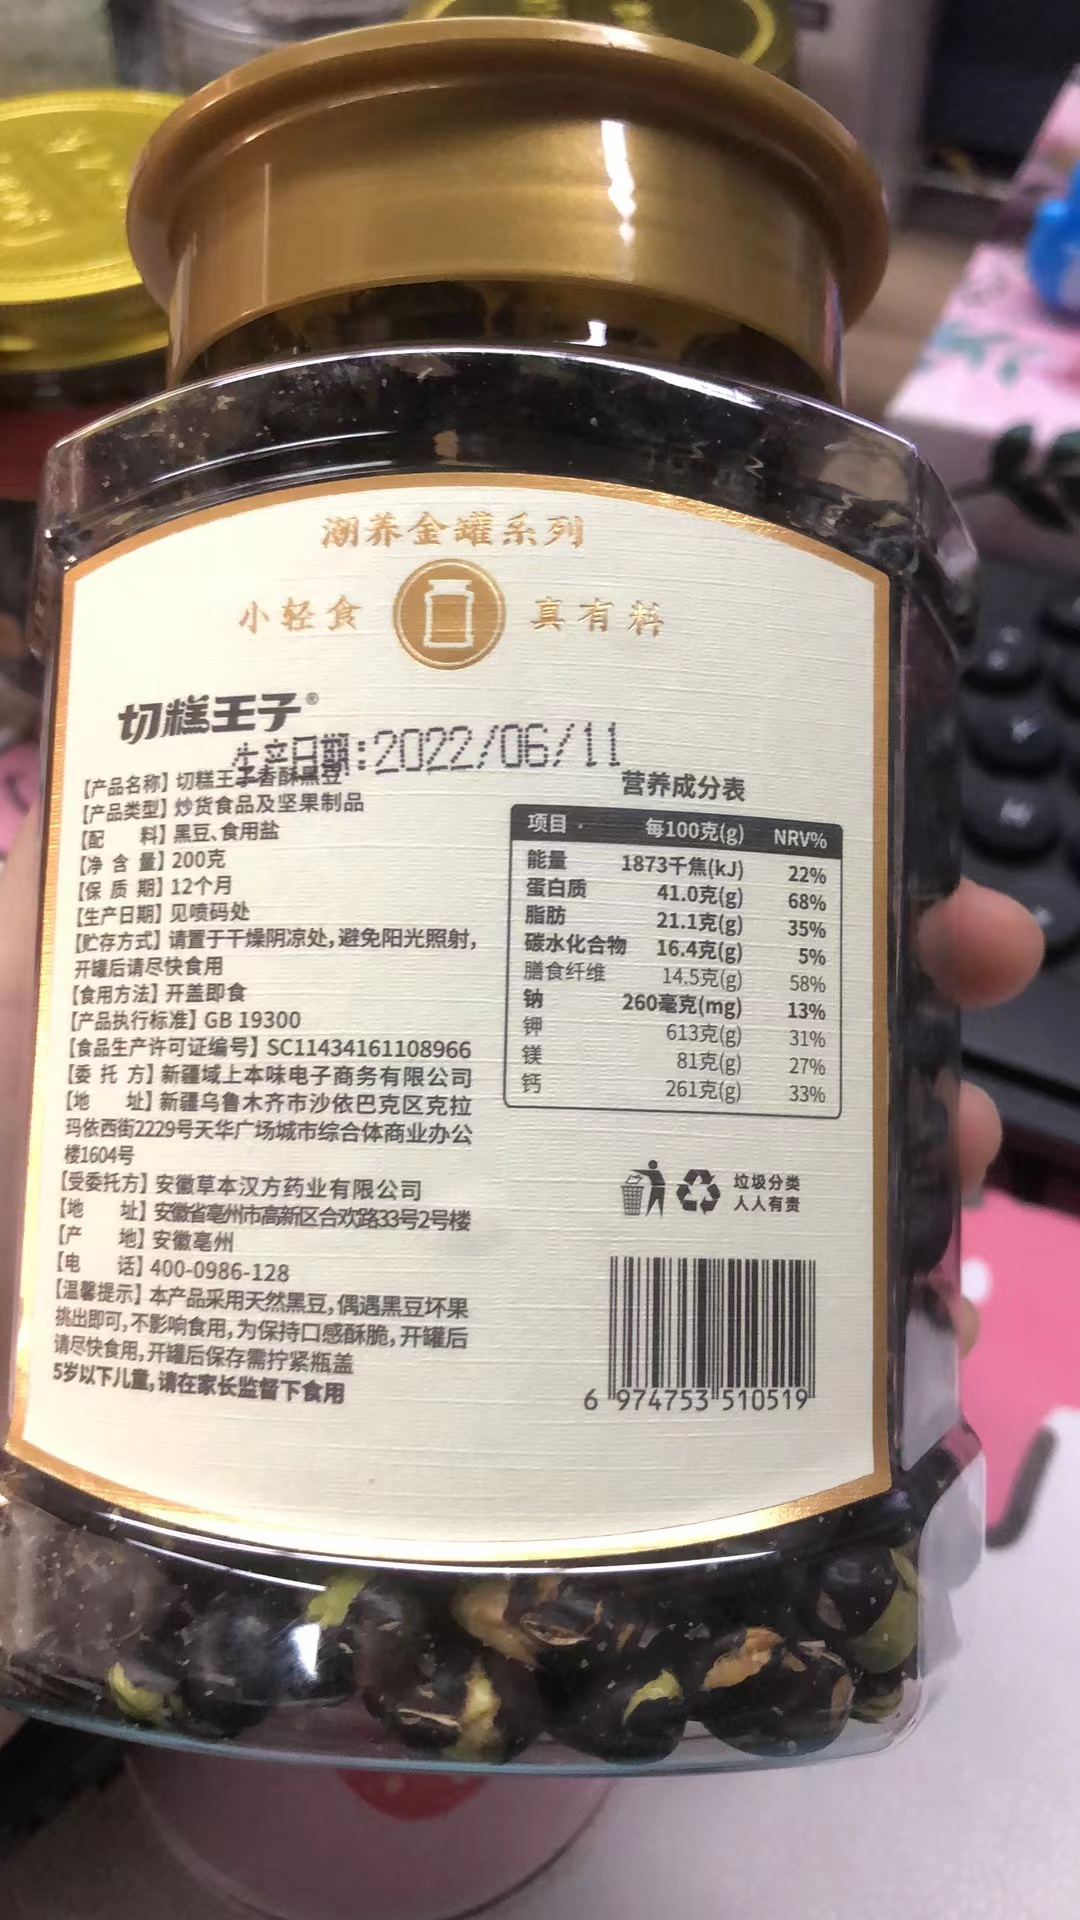 潮养金罐系列
小轻食 真有料
切糕王子®
生产日期:2022/06/11
【产品名称】切糕王子香酥黑豆
【产品类型】炒货食品及坚果制品
【配 料】黑豆、食用盐
【净 含 量】200克
【保 质 期】12个月
【生产日期】见喷码处
【贮存方式】请置于干燥阴凉处,避免阳光照射,
开罐后请尽快食用
【食用方法】开盖即食
【产品执行标准】GB 19300
【食品生产许可证编号】SC11434161108966
【委 托 方】新疆域上本味电子商务有限公司
【地 址】新疆乌鲁木齐市沙依巴克区克拉
玛依西街2229号天华广场城市综合体商业办公
楼1604号
【受委托方】安徽草本汉方药业有限公司
【地 址】安徽省亳州市高新区合欢路33号2号楼
【产 地】安徽亳州
【电 话】400-0986-128
【温馨提示】本产品采用天然黑豆,偶遇黑豆坏果
挑出即可,不影响食用,为保持口感酥脆,开罐后
请尽快食用,开罐后保存需拧紧瓶盖
5岁以下儿童,请在家长监督下食用
营养成分表
项目 · 每100克(g) NRV%
能量 1873千焦(kJ) 22%
蛋白质 41.0克(g) 68%
脂肪 21.1克(g) 35%
碳水化合物 16.4克(g) 5%
膳食纤维 14.5克(g) 58%
钠 260毫克(mg) 13%
钾 613克(g) 31%
镁 81克(g) 27%
钙 261克(g) 33%
垃圾分类
人人有责
6 974753 510519